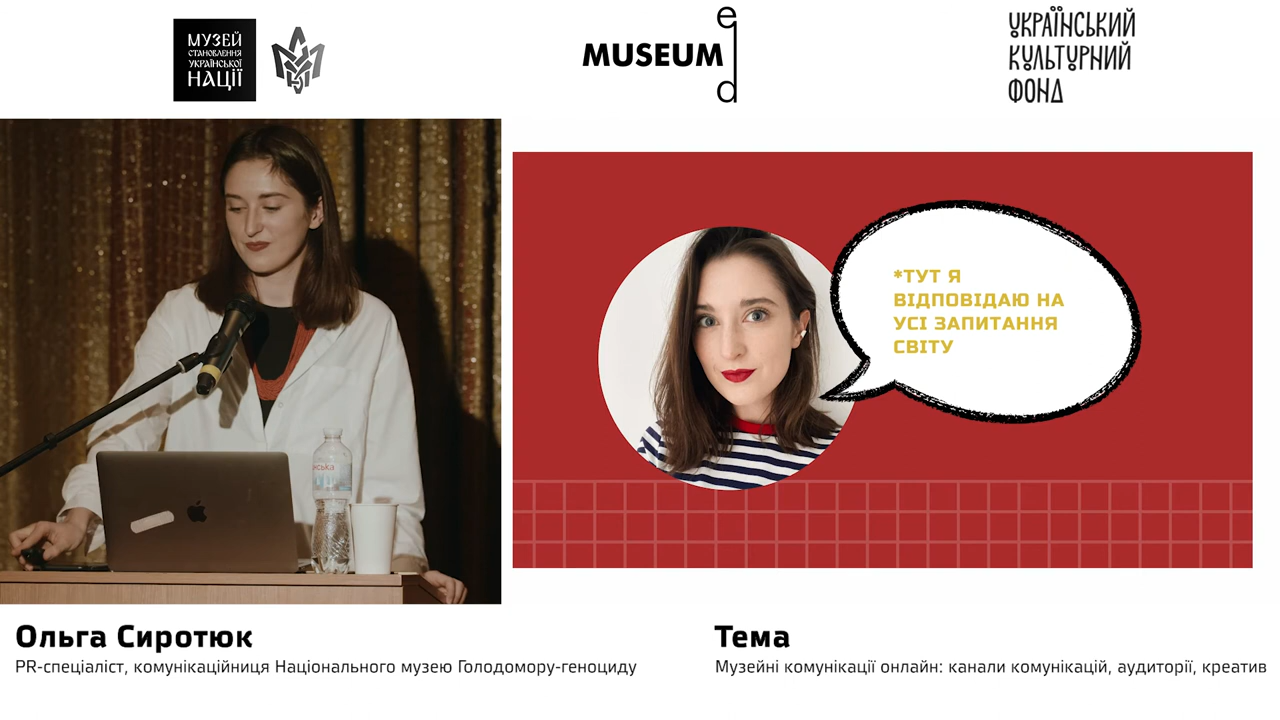 МУЗЕЙ
СТАНОВЛЕННЯ
УКРАЇНСЬКОЇ
НАЦІЇ
MUSEUM
ed
УКРАЇНСЬКИЙ
КУЛЬТУРНИЙ
ФОНД
*ТУТ Я
ВІДПОВІДАЮ НА
УСІ ЗАПИТАННЯ
СВІТУ
Ольга Сиротюк
PR-спеціаліст, комунікаційниця Національного музею Голодомору-геноциду
Тема
Музейні комунікації онлайн: канали комунікацій, аудиторії, креатив